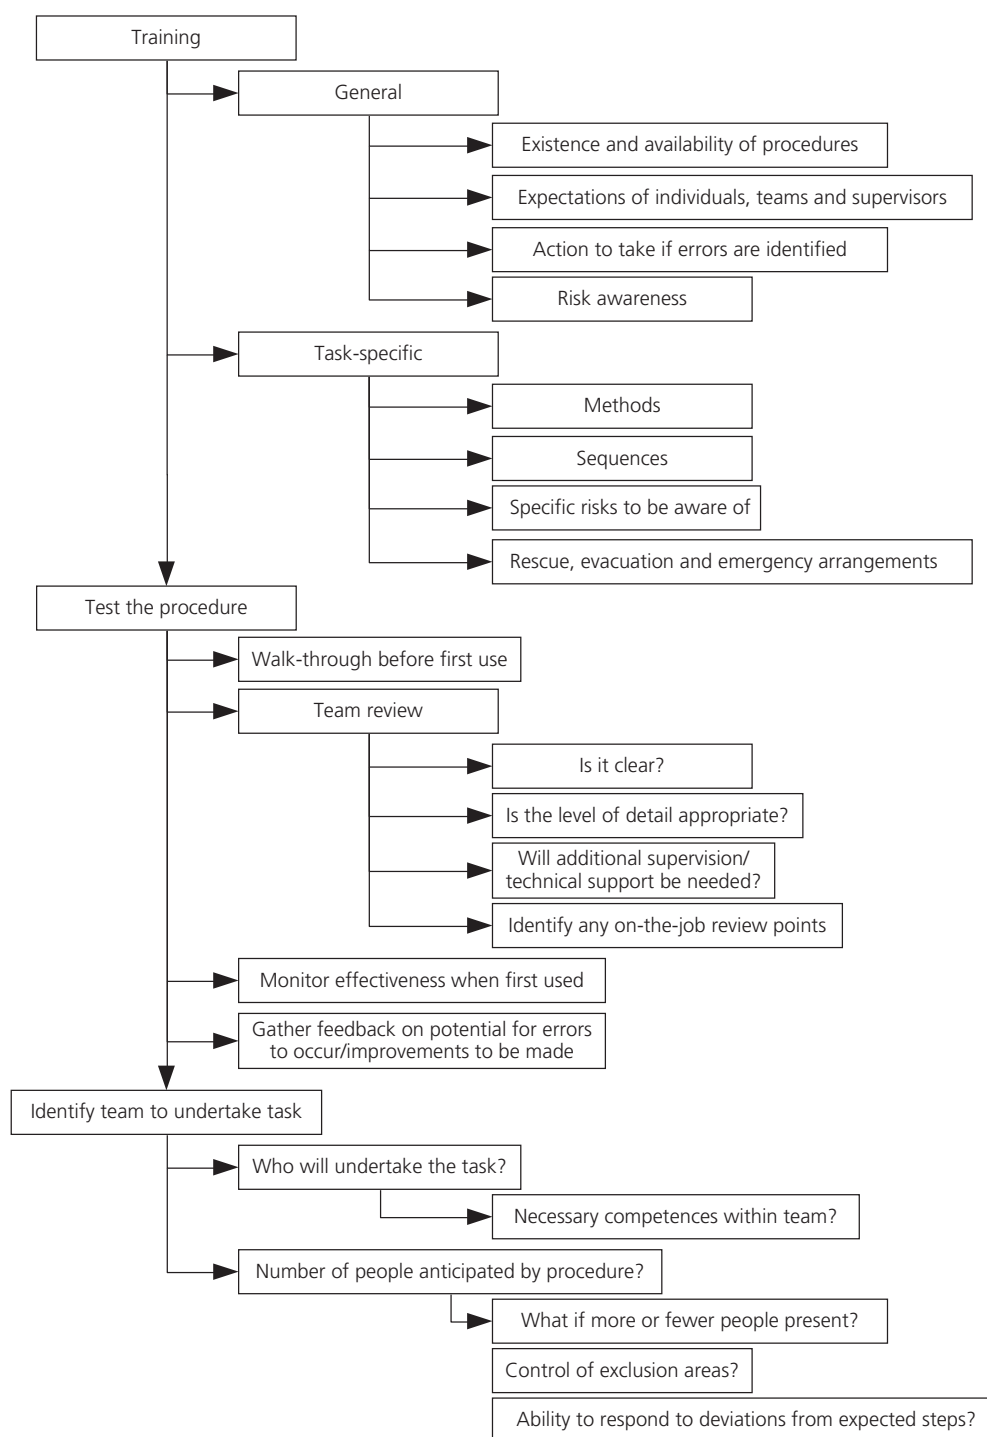 Training
General
Existence and availability of procedures
Expectations of individuals, teams and supervisors
Action to take if errors are identified
Risk awareness
Task-specific
Methods
Sequences
Specific risks to be aware of
Rescue, evacuation and emergency arrangements
Test the procedure
Walk-through before first use
Team review
Is it clear?
Is the level of detail appropriate?
Will additional supervision/
technical support be needed?
Identify any on-the-job review points
Monitor effectiveness when first used
Gather feedback on potential for errors
to occur/improvements to be made
Identify team to undertake task
Who will undertake the task?
Necessary competences within team?
Number of people anticipated by procedure?
What if more or fewer people present?
Control of exclusion areas?
Ability to respond to deviations from expected steps?